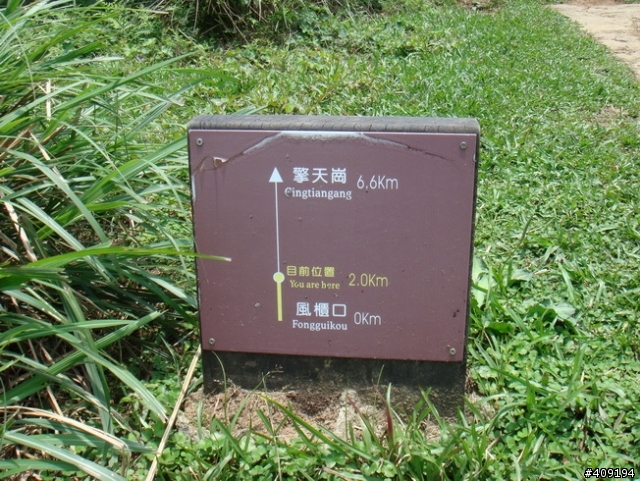 擎天崗 6.6Km
Qingtiangang
目前位置 2.0Km
You are here
風櫃口 0Km
Fongguikou
#409194